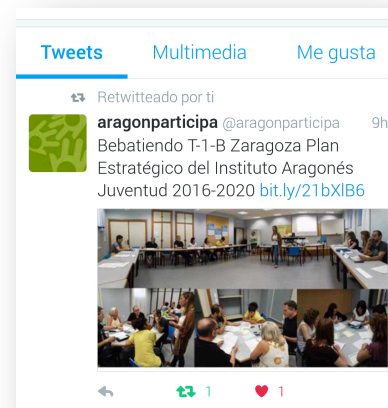 Tweets Multimedia Me gusta
Retwitteado por ti
aragonparticipa @aragonparticipa 9h
Bebatiendo T-1-B Zaragoza Plan
Estratégico del Instituto Aragonés
Juventud 2016-2020 bit.ly/21bXlB6
1 1